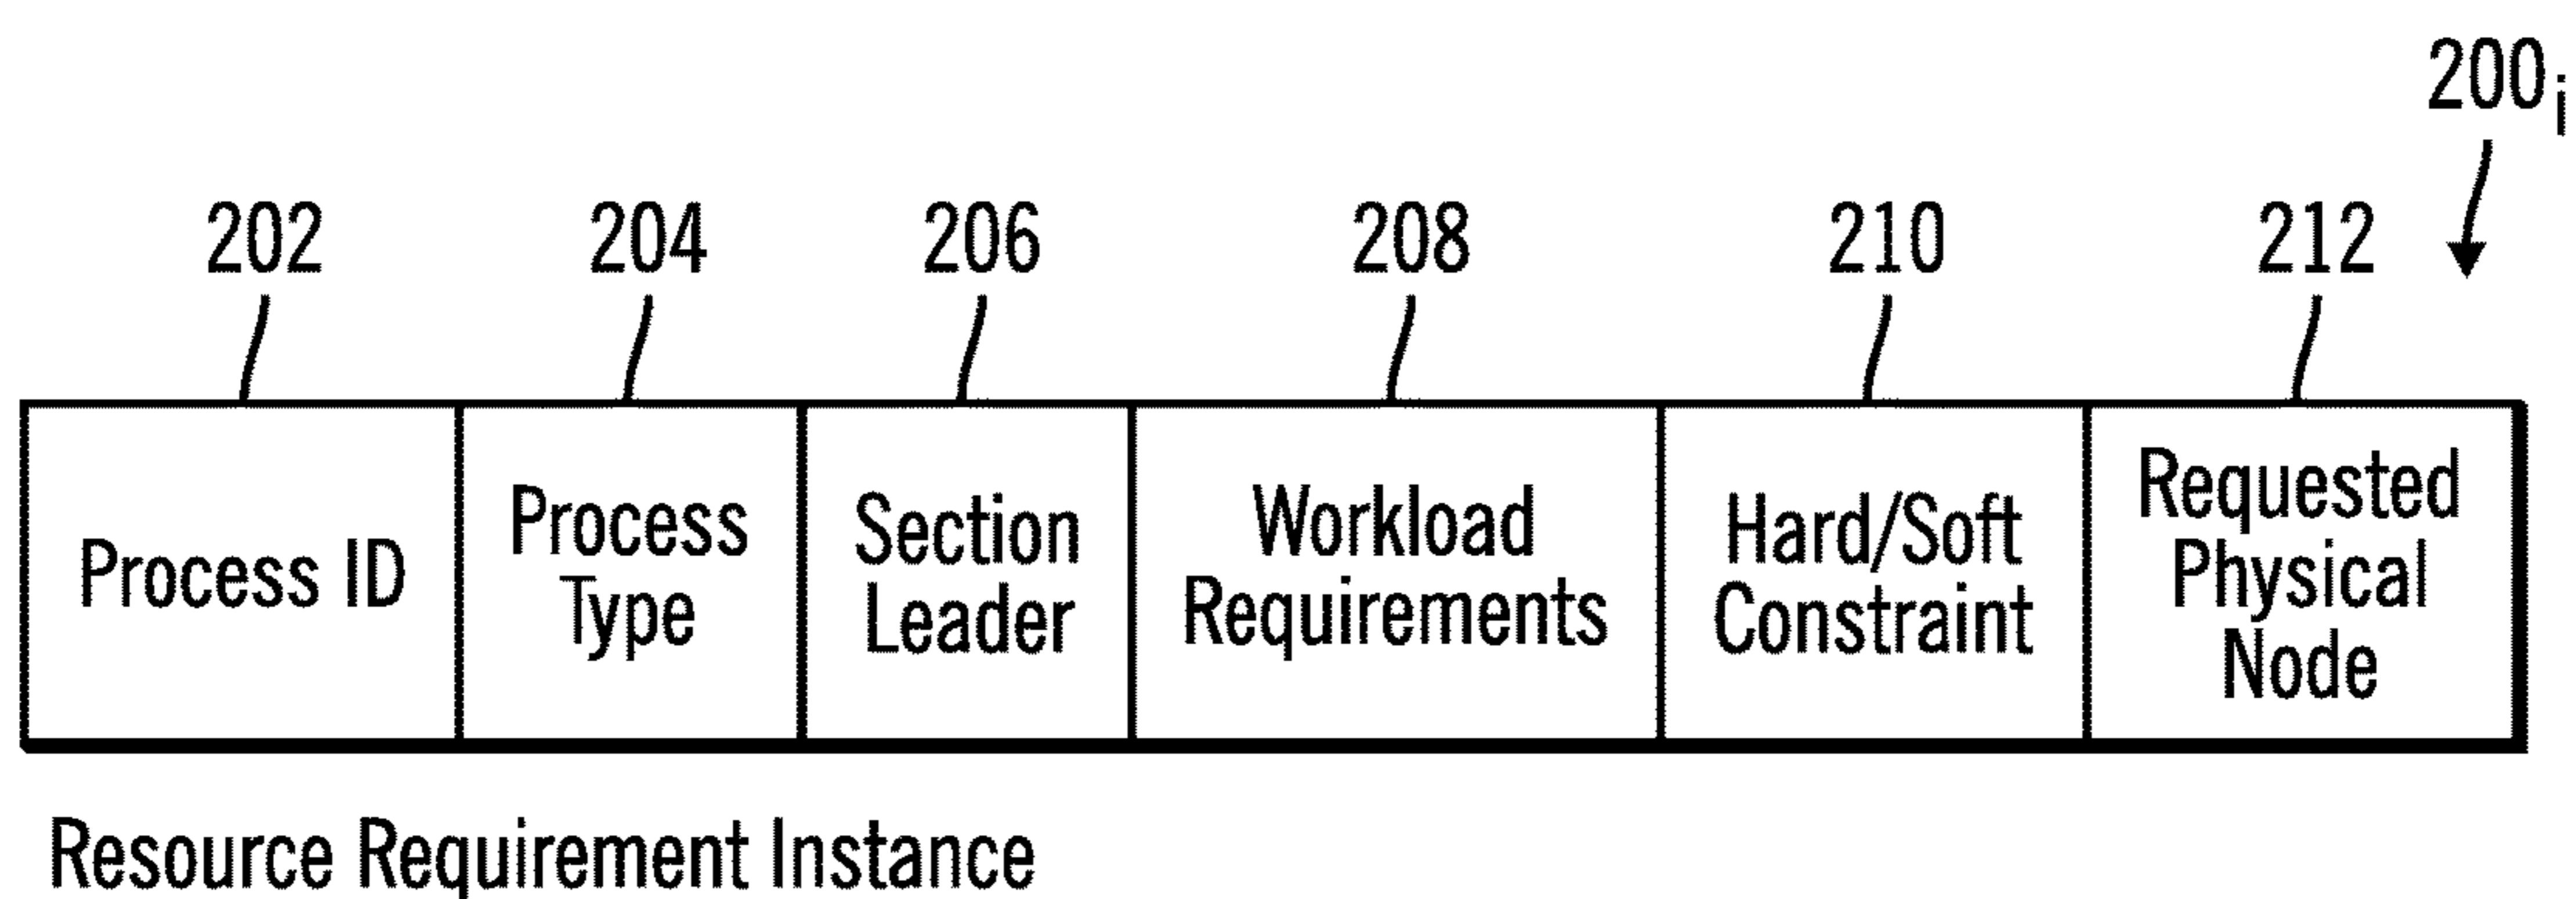 200i
202
204
206
208
210
212
Process ID
Process
Type
Section
Leader
Workload
Requirements
Hard/Soft
Constraint
Requested
Physical
Node
Resource Requirement Instance